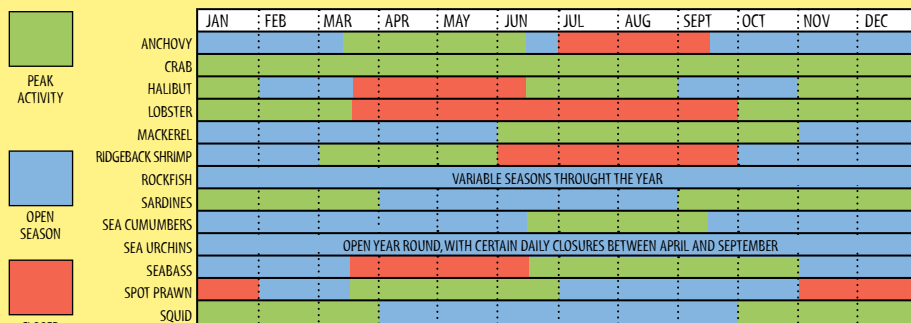 JAN FEB MAR APR MAY JUN JUL AUG SEPT OCT NOV DEC
ANCHOVY
CRAB
PEAK
ACTIVITY
HALIBUT
LOBSTER
MACKEREL
RIDGEBACK SHRIMP
ROCKFISH VARIABLE SEASONS THROUGHT THE YEAR
SARDINES
OPEN
SEASON
SEA CUMUMBERS
SEA URCHINS OPEN YEAR ROUND, WITH CERTAIN DAILY CLOSURES BETWEEN APRIL AND SEPTEMBER
SEABASS
SPOT PRAWN
SQUID